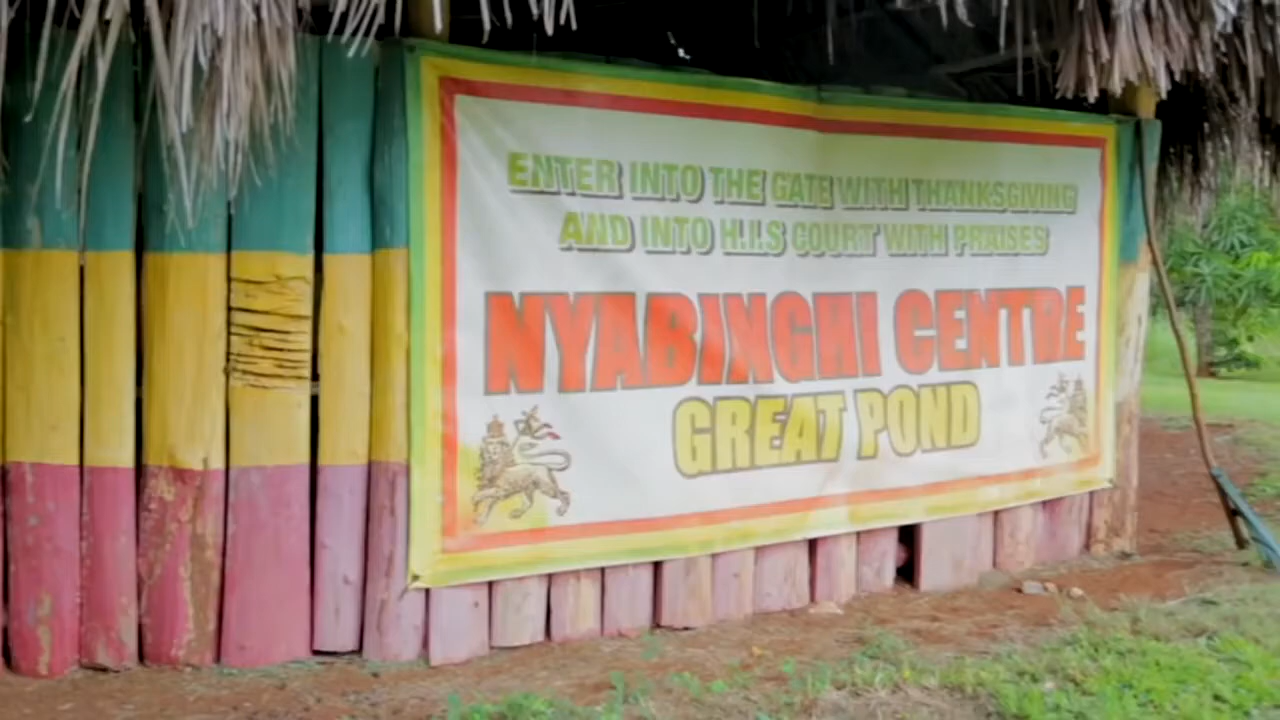 ENTER INTO THE GATE WITH THANKSGIVING
AND INTO H.I.S COURT WITH PRAISES
NYABINGHI CENTRE
GREAT POND